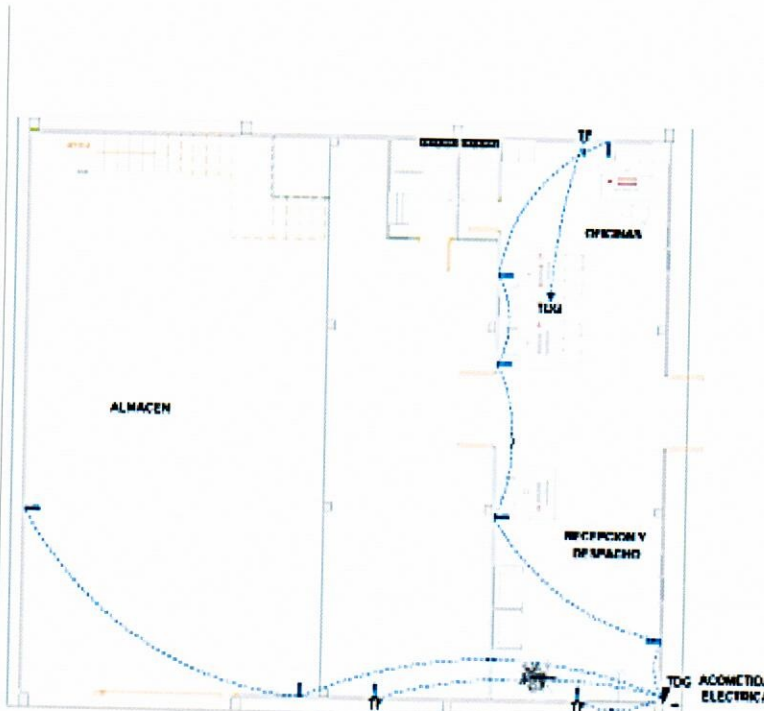 TF
OFICINAS
TDG
ALMACEN
RECEPCION Y
DESPACHO
TDG ACOMETIDA
ELECTRICA
TF
TF